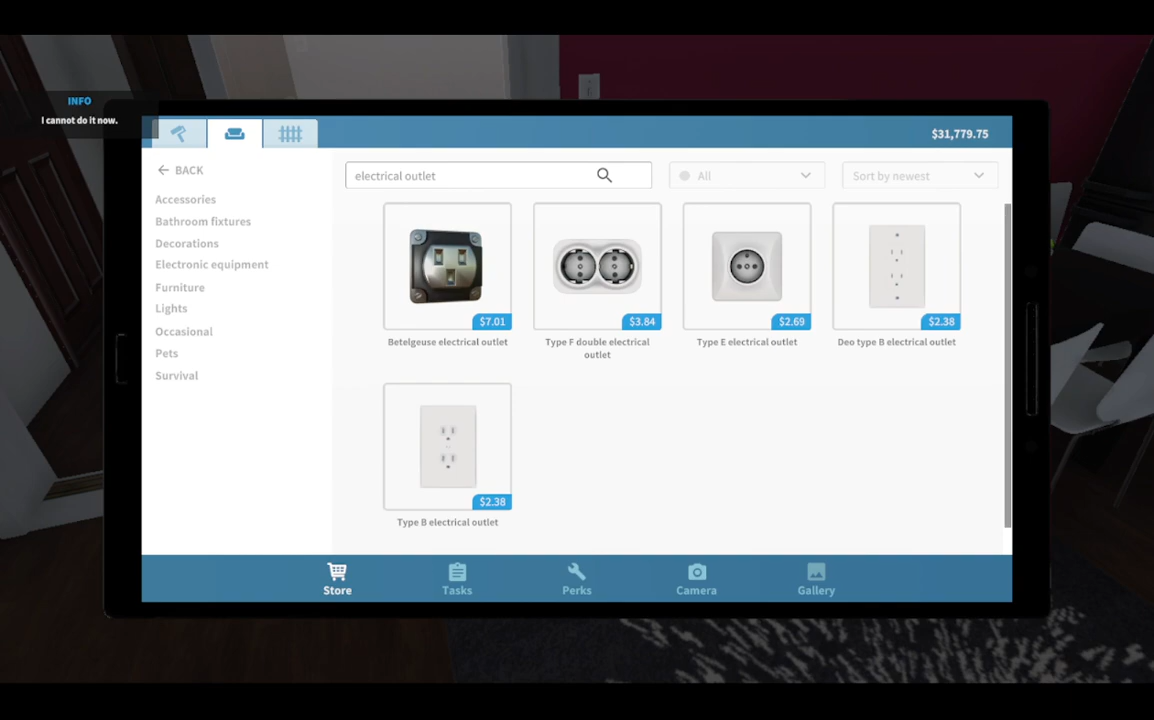 INFO
I cannot do it now.
$31,779.75
BACK
electrical outlet
All
Sort by newest
Accessories
Bathroom fixtures
Decorations
Electronic equipment
Furniture
Lights
Occasional
Pets
Survival
$7.01
$3.84
$2.69
$2.38
Betelgeuse electrical outlet
Type F double electrical
outlet
Type E electrical outlet
Deo type B electrical outlet
$2.38
Type B electrical outlet
Store
Tasks
Perks
Camera
Gallery